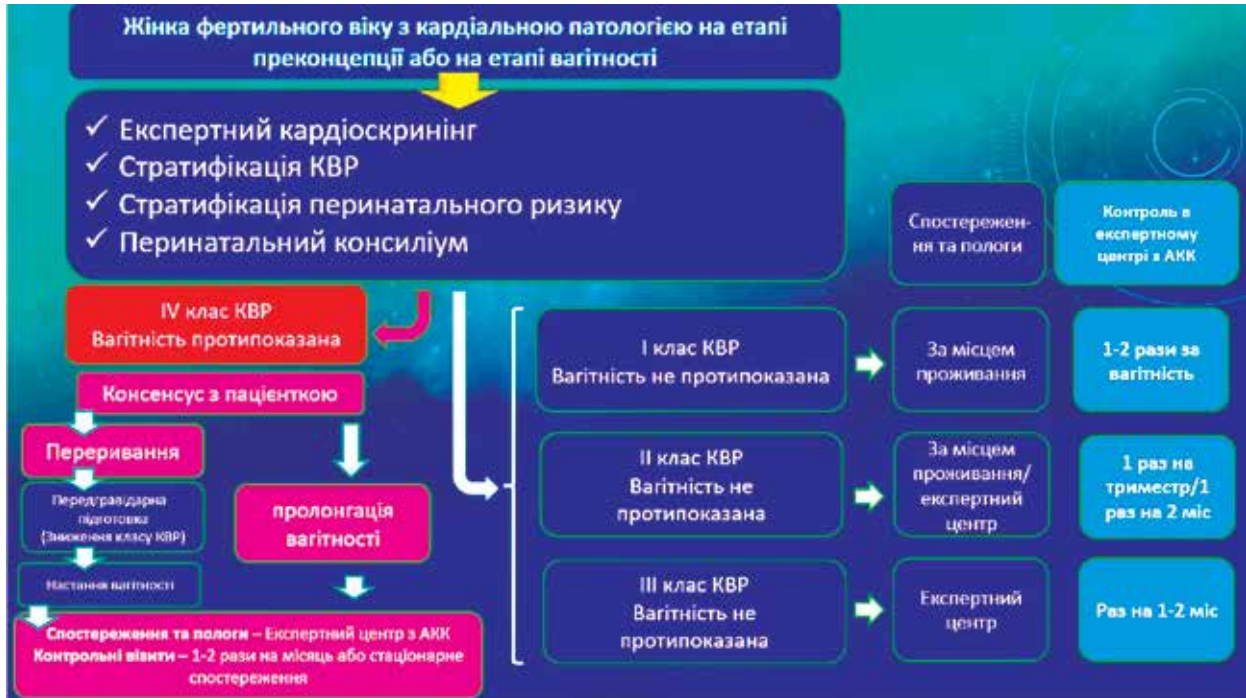 Жінка фертильного віку з кардіальною патологією на етапі
преконцепції або на етапі вагітності
✓ Експертний кардіоскринінг
✓ Стратифікація КВР
✓ Стратифікація перинатального ризику
✓ Перинатальний консиліум
Спостережен-
ня та пологи
Контроль в
експертному
центрі з АКК
IV клас КВР
Вагітність протипоказана
Консенсус з пацієнткою
Переривання
Передгравідарна
підготовка
(Зниження класу КВР)
Настання вагітності
пролонгація
вагітності
Спостереження та пологи – Експертний центр з АКК
Контрольні візити – 1-2 рази на місяць або стаціонарне
спостереження
I клас КВР
Вагітність не протипоказана
За місцем
проживання
1-2 рази за
вагітність
II клас КВР
Вагітність не
протипоказана
За місцем
проживання/
експертний
центр
1 раз на
триместр/1
раз на 2 міс
III клас КВР
Вагітність не
протипоказана
Експертний
центр
Раз на 1-2 міс